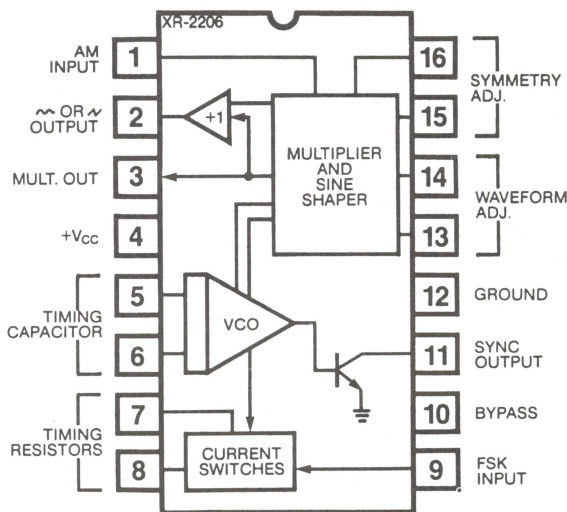 XR-2206
AM
INPUT
1
OR
OUTPUT
2
MULT. OUT
3
+Vcc
4
TIMING
CAPACITOR
5
6
TIMING
RESISTORS
7
8
+1
MULTIPLIER
AND
SINE
SHAPER
VCO
CURRENT
SWITCHES
16
15
SYMMETRY
ADJ.
14
13
WAVEFORM
ADJ.
12
GROUND
11
SYNC
OUTPUT
10
BYPASS
9
FSK
INPUT